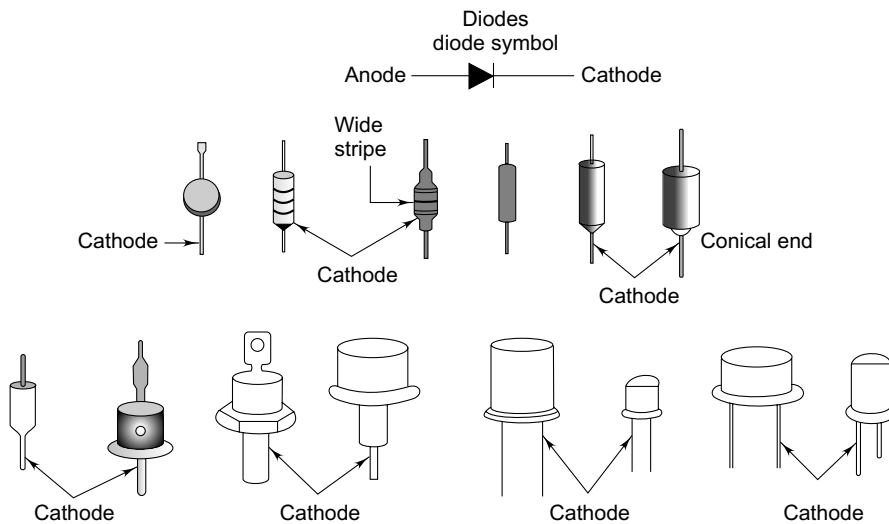 Diodes
diode symbol
Anode
Cathode
Wide
stripe
Cathode
Cathode
Conical end
Cathode
Cathode
Cathode
Cathode
Cathode